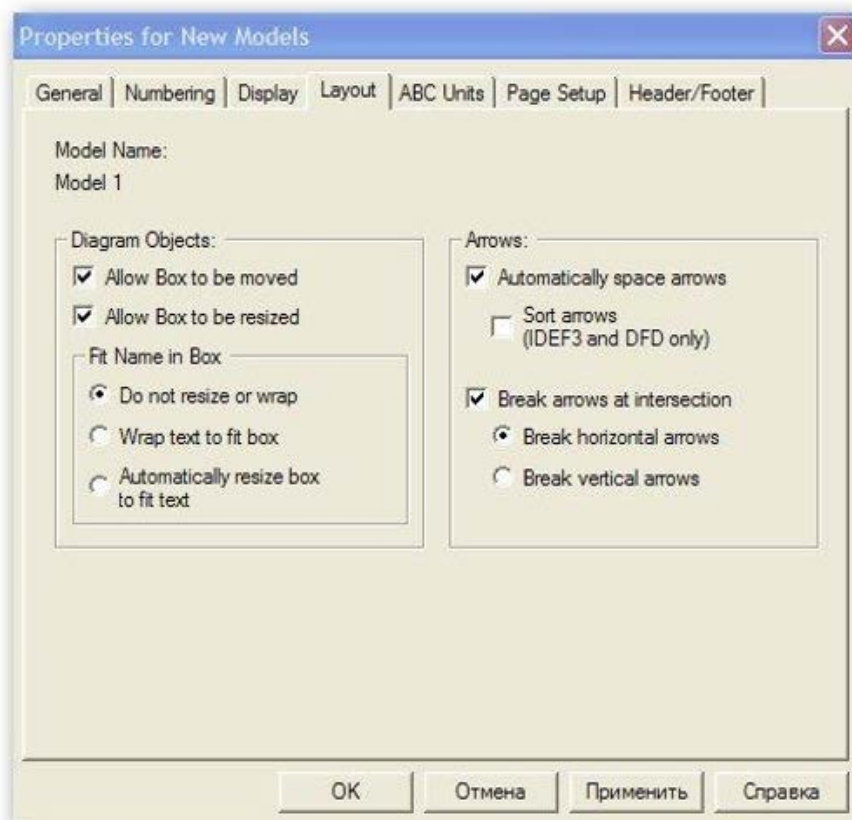 Properties for New Models
General Numbering Display Layout ABC Units Page Setup Header/Footer
Model Name:
Model 1
Diagram Objects:
Allow Box to be moved
Allow Box to be resized
Fit Name in Box
Do not resize or wrap
Wrap text to fit box
Automatically resize box
to fit text
Arrows:
Automatically space arrows
Sort arrows
(IDEF3 and DFD only)
Break arrows at intersection
Break horizontal arrows
Break vertical arrows
OK Отмена Применить Справка